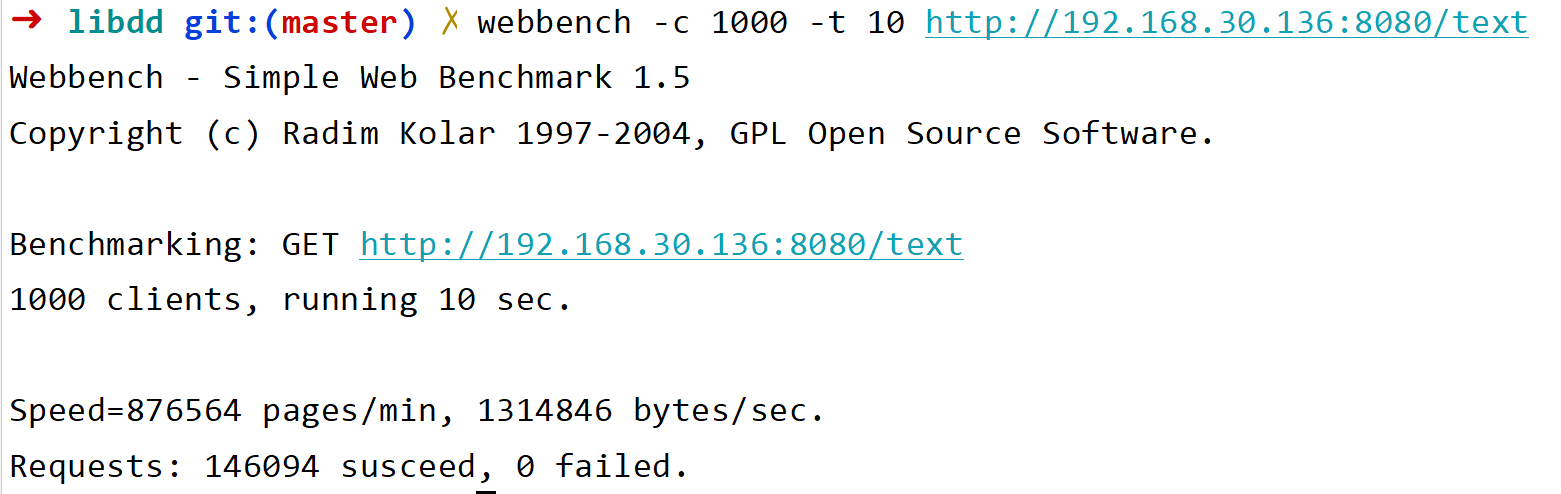 ➜ libdd git:(master) ✗ webbench -c 1000 -t 10 http://192.168.30.136:8080/text
Webbench - Simple Web Benchmark 1.5
Copyright (c) Radim Kolar 1997-2004, GPL Open Source Software.
Benchmarking: GET http://192.168.30.136:8080/text
1000 clients, running 10 sec.
Speed=876564 pages/min, 1314846 bytes/sec.
Requests: 146094 susceed, 0 failed.